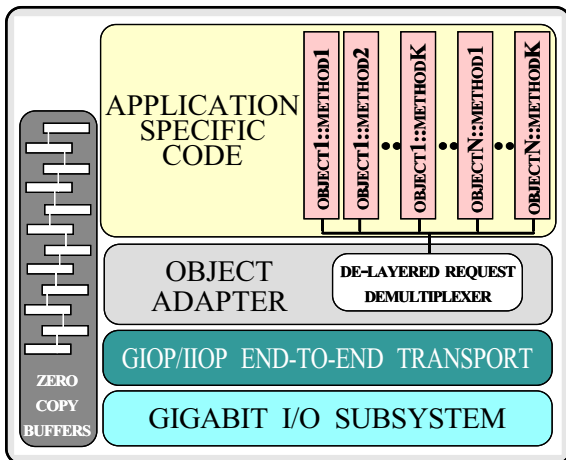 APPLICATION
SPECIFIC
CODE
OBJECT1::METHOD1
OBJECT1::METHOD2
OBJECT1::METHODK
OBJECTN::METHOD1
OBJECTN::METHODK
OBJECT
ADAPTER
DE-LAYERED REQUEST
DEMULTIPLEXER
GIOP/IIOP END-TO-END TRANSPORT
GIGABIT I/O SUBSYSTEM
ZERO
COPY
BUFFERS